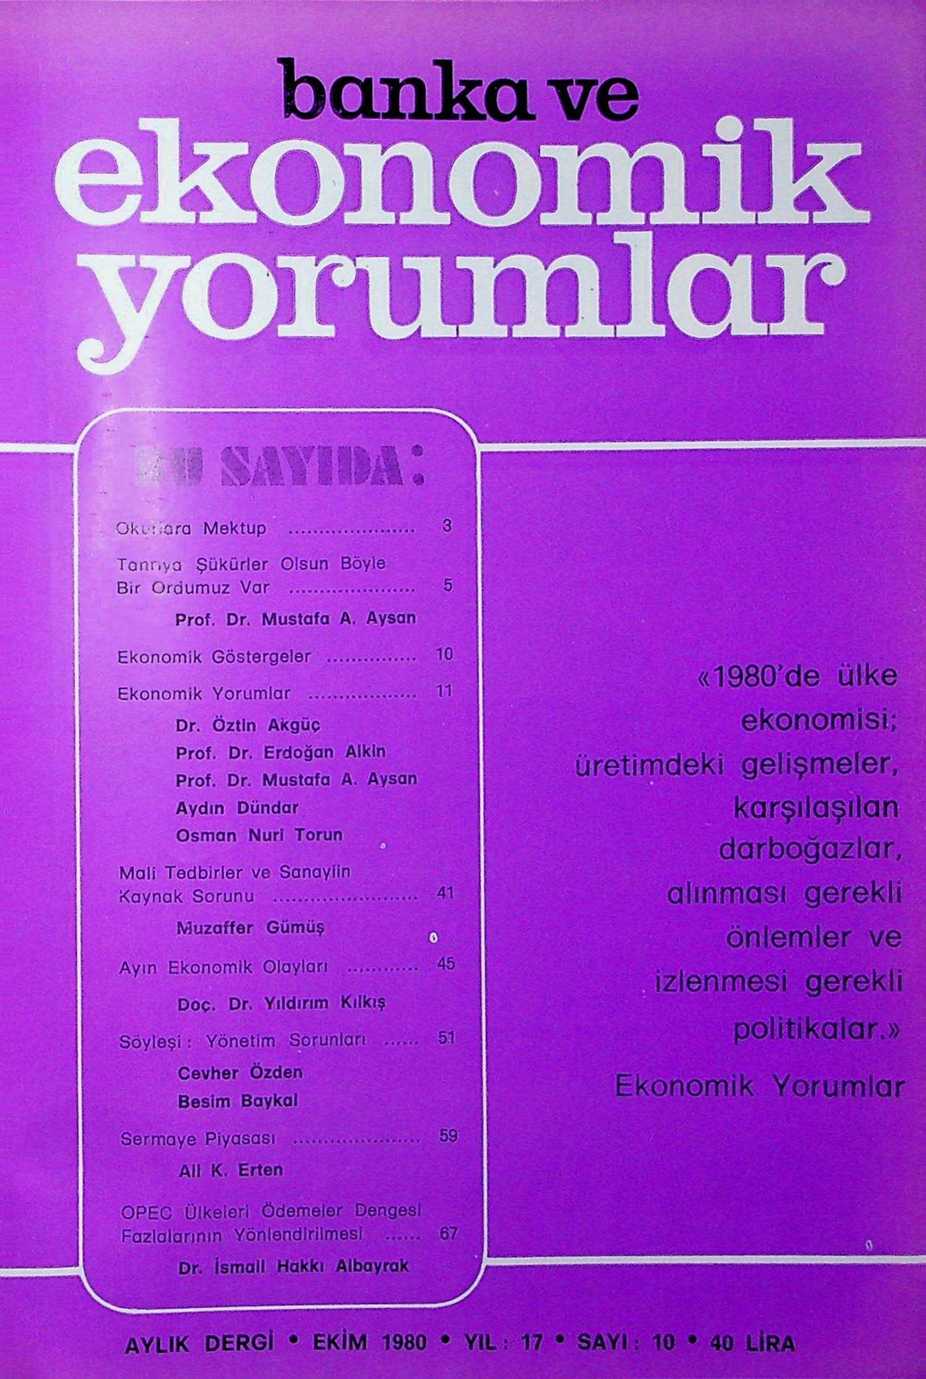 banka ve
ekonomik
yorumlar
BU SAYIDA:
Okurlara Mektup ..................... 3
Tanrıya Şükürler Olsun Böyle
Bir Ordumuz Var ..................... 5
Prof. Dr. Mustafa A. Aysan
Ekonomik Göstergeler ............... 10
Ekonomik Yorumlar .................. 11
Dr. Öztin Akgüç
Prof. Dr. Erdoğan Alkin
Prof. Dr. Mustafa A. Aysan
Aydın Dündar
Osman Nuri Torun
Mali Tedbirler ve Sanayiin
Kaynak Sorunu ........................ 41
Muzaffer Gümüş
Ayın Ekonomik Olayları ............ 45
Doç. Dr. Yıldırım Kılkış
Söyleşi : Yönetim Sorunları ...... 51
Cevher Özden
Besim Baykal
Sermaye Piyasası ..................... 59
Ali K. Erten
OPEC Ülkeleri Ödemeler Dengesi
Fazlalarının Yönlendirilmesi ...... 67
Dr. İsmail Hakkı Albayrak
«1980'de ülke
ekonomisi;
üretimdeki gelişmeler,
karşılaşılan
darboğazlar,
alınması gerekli
önlemler ve
izlenmesi gerekli
politikalar.»
Ekonomik Yorumlar
AYLIK DERGİ • EKİM 1980 • YIL : 17 • SAYI : 10 • 40 LİRA